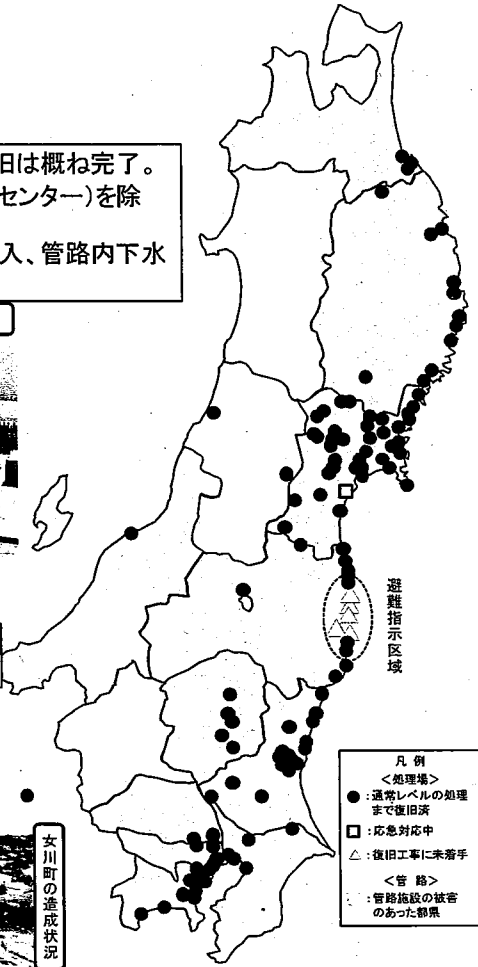 旧は概ね完了。
センター)を除
入、管路内下水
避難指示区域
凡 例
<処理場>
● :通常レベルの処理
まで復旧済
□ :応急対応中
△ :復旧工事に未着手
<管 路>
:管路施設の被害
のあった都県
女川町の造成状況